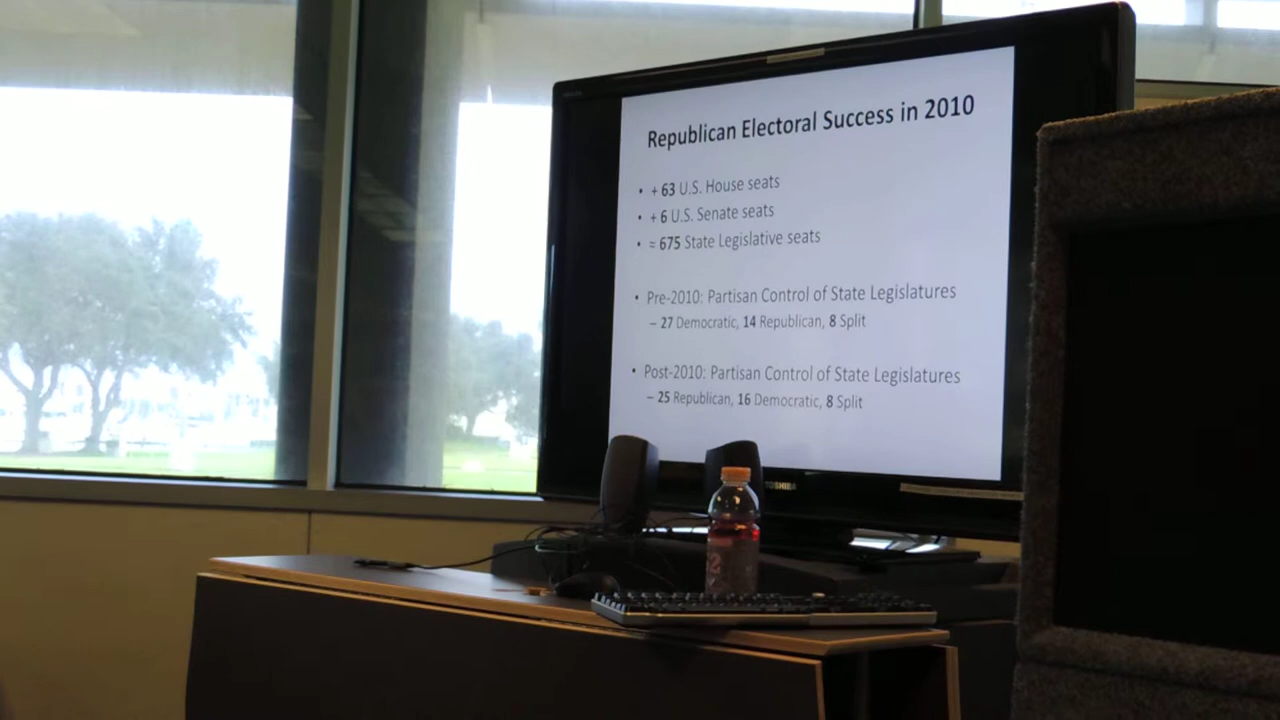 Republican Electoral Success in 2010
• + 63 U.S. House seats
• + 6 U.S. Senate seats
• ≈ 675 State Legislative seats
• Pre-2010: Partisan Control of State Legislatures
– 27 Democratic, 14 Republican, 8 Split
• Post-2010: Partisan Control of State Legislatures
– 25 Republican, 16 Democratic, 8 Split
TOSHIBA